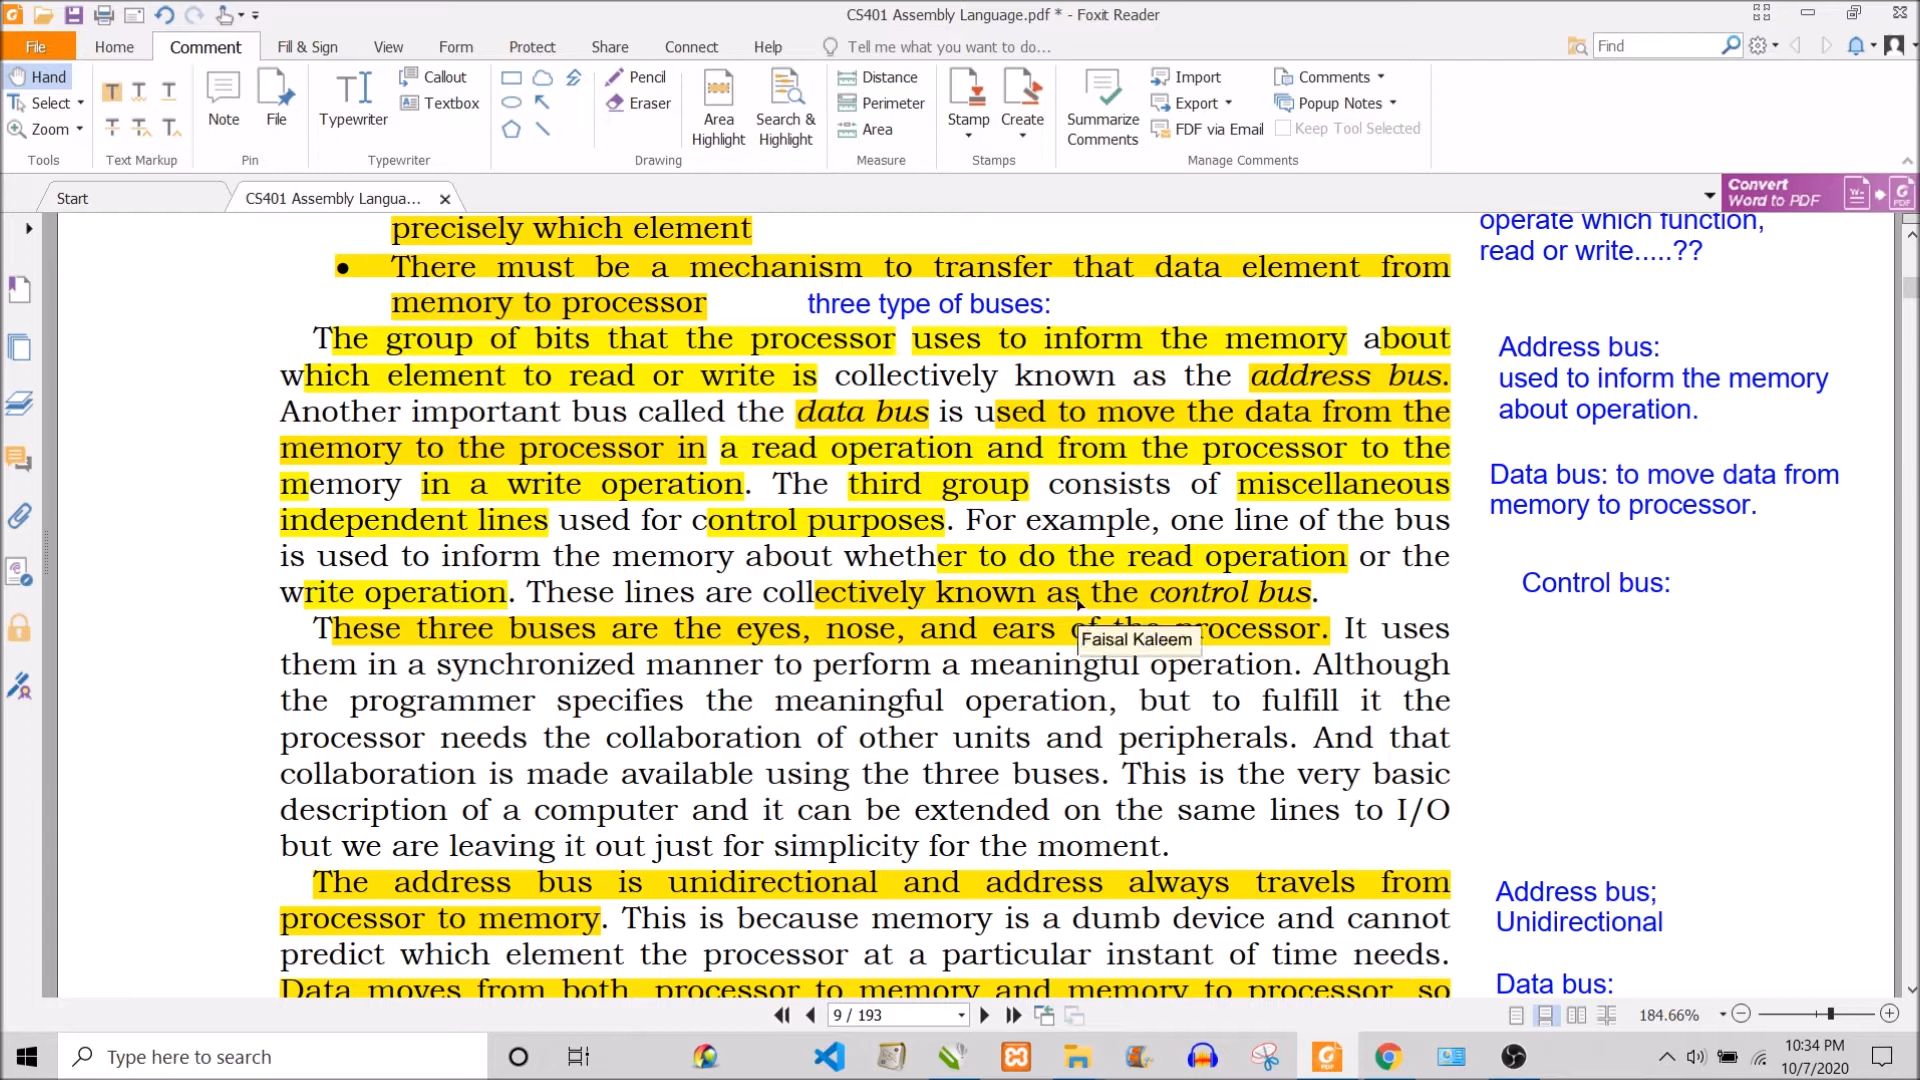 CS401 Assembly Language.pdf * - Foxit Reader
File Home Comment Fill & Sign View Form Protect Share Connect Help Tell me what you want to do... Find
Hand
Select
Zoom
Tools
Text Markup
Note
File
Pin
Typewriter
Callout
Textbox
Typewriter
Pencil
Eraser
Area Highlight
Search & Highlight
Drawing
Distance
Perimeter
Area
Measure
Stamp
Create
Stamps
Summarize Comments
Import
Export
FDF via Email
Comments
Popup Notes
Keep Tool Selected
Manage Comments
Start
CS401 Assembly Langua...
Convert
Word to PDF
precisely which element
• There must be a mechanism to transfer that data element from
memory to processor
three type of buses:
The group of bits that the processor uses to inform the memory about
which element to read or write is collectively known as the address bus.
Another important bus called the data bus is used to move the data from the
memory to the processor in a read operation and from the processor to the
memory in a write operation. The third group consists of miscellaneous
independent lines used for control purposes. For example, one line of the bus
is used to inform the memory about whether to do the read operation or the
write operation. These lines are collectively known as the control bus.
These three buses are the eyes, nose, and ears of the processor. It uses
Faisal Kaleem
them in a synchronized manner to perform a meaningful operation. Although
the programmer specifies the meaningful operation, but to fulfill it the
processor needs the collaboration of other units and peripherals. And that
collaboration is made available using the three buses. This is the very basic
description of a computer and it can be extended on the same lines to I/O
but we are leaving it out just for simplicity for the moment.
The address bus is unidirectional and address always travels from
processor to memory. This is because memory is a dumb device and cannot
predict which element the processor at a particular instant of time needs.
Data moves from both, processor to memory and memory to processor, so
operate which function,
read or write.....??
Address bus:
used to inform the memory
about operation.
Data bus: to move data from
memory to processor.
Control bus:
Address bus;
Unidirectional
Data bus:
9 / 193
184.66%
Type here to search
10:34 PM
10/7/2020